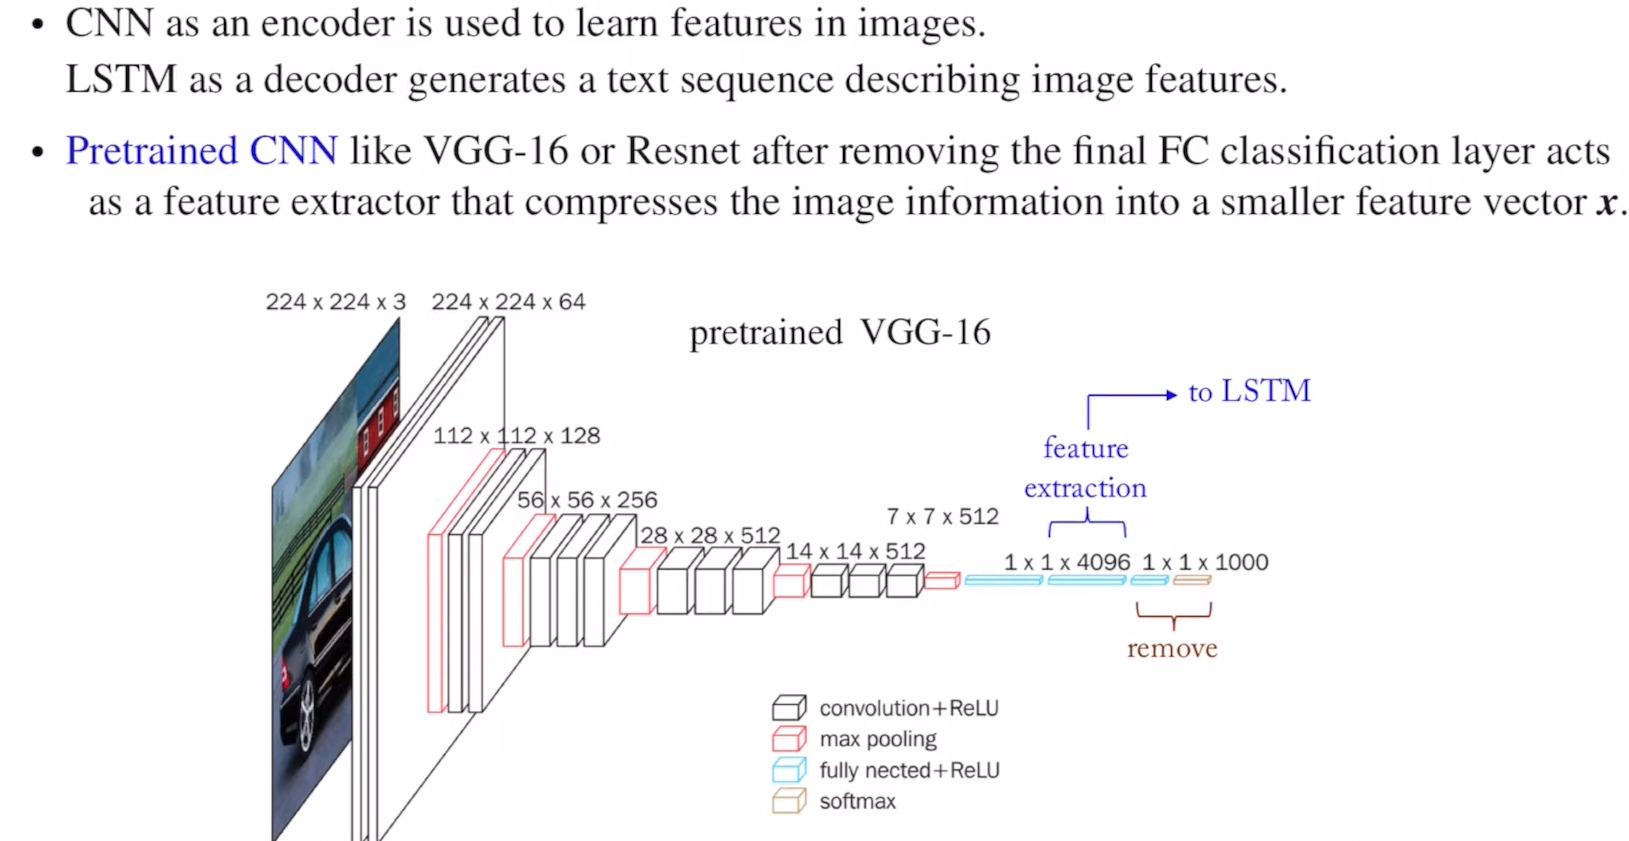 • CNN as an encoder is used to learn features in images.
LSTM as a decoder generates a text sequence describing image features.
• Pretrained CNN like VGG-16 or Resnet after removing the final FC classification layer acts
as a feature extractor that compresses the image information into a smaller feature vector x.
224 x 224 x 3 224 x 224 x 64
pretrained VGG-16
to LSTM
112 x 112 x 128
feature
extraction
56 x 56 x 256
7 x 7 x 512
28 x 28 x 512
14 x 14 x 512
1 x 1 x 4096 1 x 1 x 1000
remove
convolution+ReLU
max pooling
fully nected+ReLU
softmax